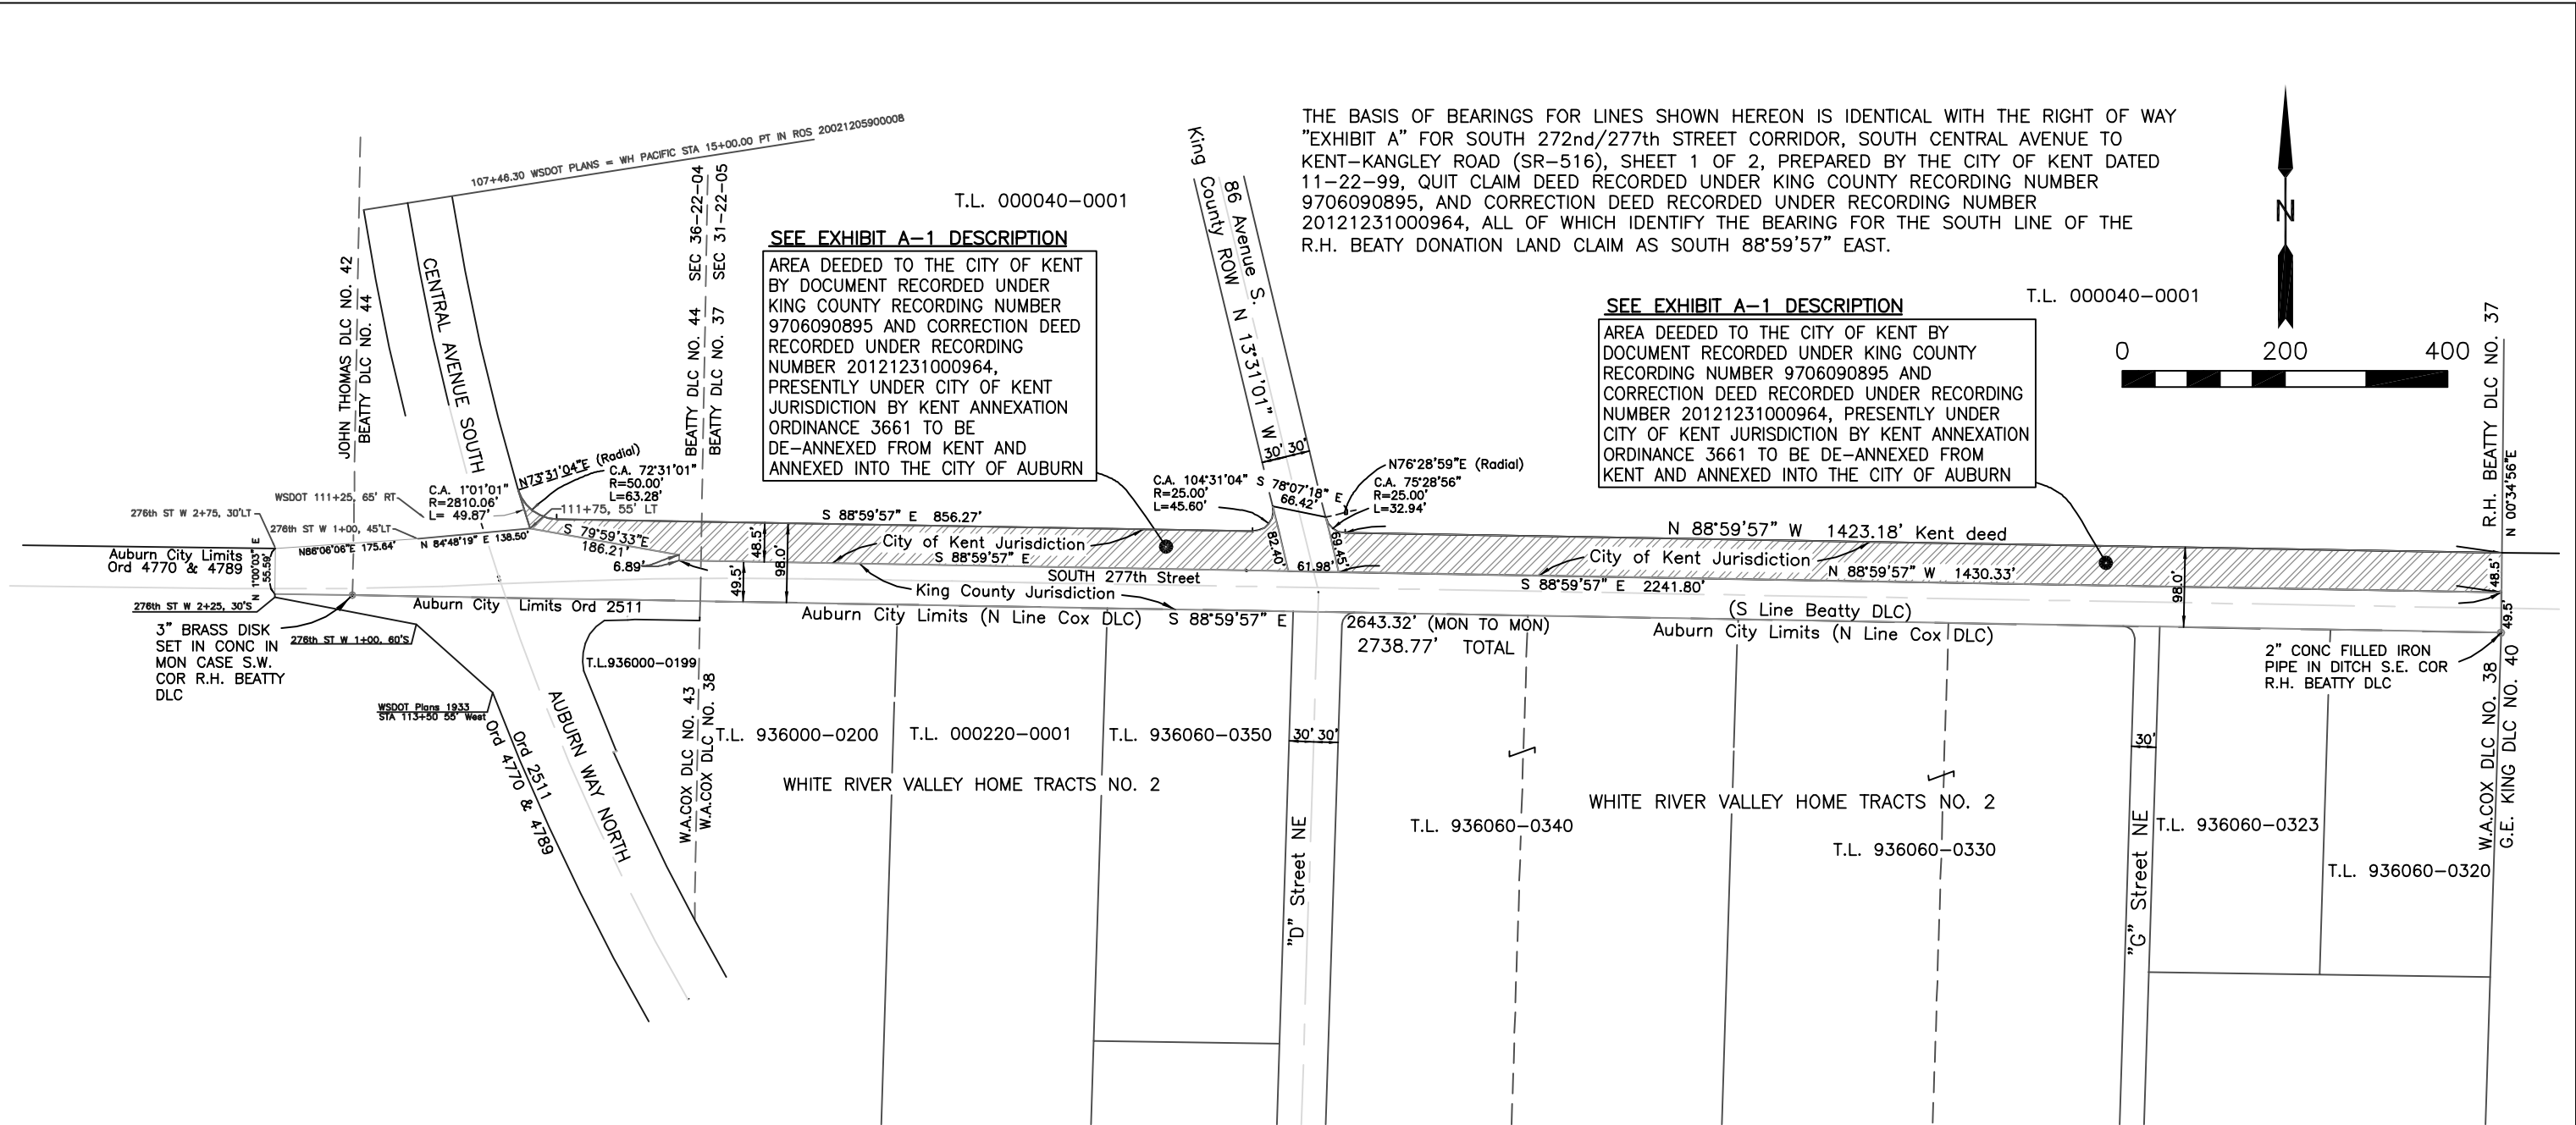 THE BASIS OF BEARINGS FOR LINES SHOWN HEREON IS IDENTICAL WITH THE RIGHT OF WAY
"EXHIBIT A" FOR SOUTH 272nd/277th STREET CORRIDOR, SOUTH CENTRAL AVENUE TO
KENT-KANGLEY ROAD (SR-516), SHEET 1 OF 2, PREPARED BY THE CITY OF KENT DATED
11-22-99, QUIT CLAIM DEED RECORDED UNDER KING COUNTY RECORDING NUMBER
9706090895, AND CORRECTION DEED RECORDED UNDER RECORDING NUMBER
20121231000964, ALL OF WHICH IDENTIFY THE BEARING FOR THE SOUTH LINE OF THE
R.H. BEATY DONATION LAND CLAIM AS SOUTH 88°59'57" EAST.
N
0 200 400
107+46.30 WSDOT PLANS = WH PACIFIC STA 15+00.00 PT IN ROS 20021205900008
JOHN THOMAS DLC NO. 42
BEATTY DLC NO. 44
CENTRAL AVENUE SOUTH
BEATTY DLC NO. 44 SEC 36-22-04
BEATTY DLC NO. 37 SEC 31-22-05
T.L. 000040-0001
SEE EXHIBIT A-1 DESCRIPTION
AREA DEEDED TO THE CITY OF KENT
BY DOCUMENT RECORDED UNDER
KING COUNTY RECORDING NUMBER
9706090895 AND CORRECTION DEED
RECORDED UNDER RECORDING
NUMBER 20121231000964,
PRESENTLY UNDER CITY OF KENT
JURISDICTION BY KENT ANNEXATION
ORDINANCE 3661 TO BE
DE-ANNEXED FROM KENT AND
ANNEXED INTO THE CITY OF AUBURN
King County ROW N 13°31'01" W
86 Avenue S.
30' 30'
T.L. 000040-0001
SEE EXHIBIT A-1 DESCRIPTION
AREA DEEDED TO THE CITY OF KENT BY
DOCUMENT RECORDED UNDER KING COUNTY
RECORDING NUMBER 9706090895 AND
CORRECTION DEED RECORDED UNDER RECORDING
NUMBER 20121231000964, PRESENTLY UNDER
CITY OF KENT JURISDICTION BY KENT ANNEXATION
ORDINANCE 3661 TO BE DE-ANNEXED FROM
KENT AND ANNEXED INTO THE CITY OF AUBURN
R.H. BEATTY DLC NO. 37
N 00°34'56"E
N73°31'04"E (Radial)
C.A. 72°31'01"
R=50.00'
L=63.28'
C.A. 1°01'01"
R=2810.06'
L= 49.87'
WSDOT 111+25, 65' RT
276th ST W 2+75, 30'LT
276th ST W 1+00, 45'LT
111+75, 55' LT
C.A. 104°31'04"
R=25.00'
L=45.60'
S 78°07'18" E
66.42'
N76°28'59"E (Radial)
C.A. 75°28'56"
R=25.00'
L=32.94'
Auburn City Limits
Ord 4770 & 4789
N 1°00'03" E
55.59'
N86°06'06"E 175.64'
N 84°48'19" E 138.50'
S 79°59'33"E
186.21'
6.89'
S 88°59'57" E 856.27'
City of Kent Jurisdiction
S 88°59'57" E
48.5'
98.0'
49.5'
82.40'
69.45'
61.98'
SOUTH 277th Street
King County Jurisdiction
N 88°59'57" W 1423.18' Kent deed
City of Kent Jurisdiction
N 88°59'57" W 1430.33'
S 88°59'57" E 2241.80'
98.0'
48.5'
49.5'
276th ST W 2+25, 30'S
Auburn City Limits Ord 2511
Auburn City Limits (N Line Cox DLC) S 88°59'57" E
2643.32' (MON TO MON)
2738.77' TOTAL
(S Line Beatty DLC)
Auburn City Limits (N Line Cox DLC)
3" BRASS DISK
SET IN CONC IN
MON CASE S.W.
COR R.H. BEATTY
DLC
276th ST W 1+00, 60'S
WSDOT Plans 1933
STA 113+50 55' West
Ord 2511
Ord 4770 & 4789
AUBURN WAY NORTH
T.L.936000-0199
W.A.COX DLC NO. 43
W.A.COX DLC NO. 38
T.L. 936000-0200
T.L. 000220-0001
T.L. 936060-0350
WHITE RIVER VALLEY HOME TRACTS NO. 2
30' 30'
"D" Street NE
T.L. 936060-0340
WHITE RIVER VALLEY HOME TRACTS NO. 2
T.L. 936060-0330
30'
"G" Street NE
T.L. 936060-0323
T.L. 936060-0320
2" CONC FILLED IRON
PIPE IN DITCH S.E. COR
R.H. BEATTY DLC
W.A.COX DLC NO. 38
G.E. KING DLC NO. 40